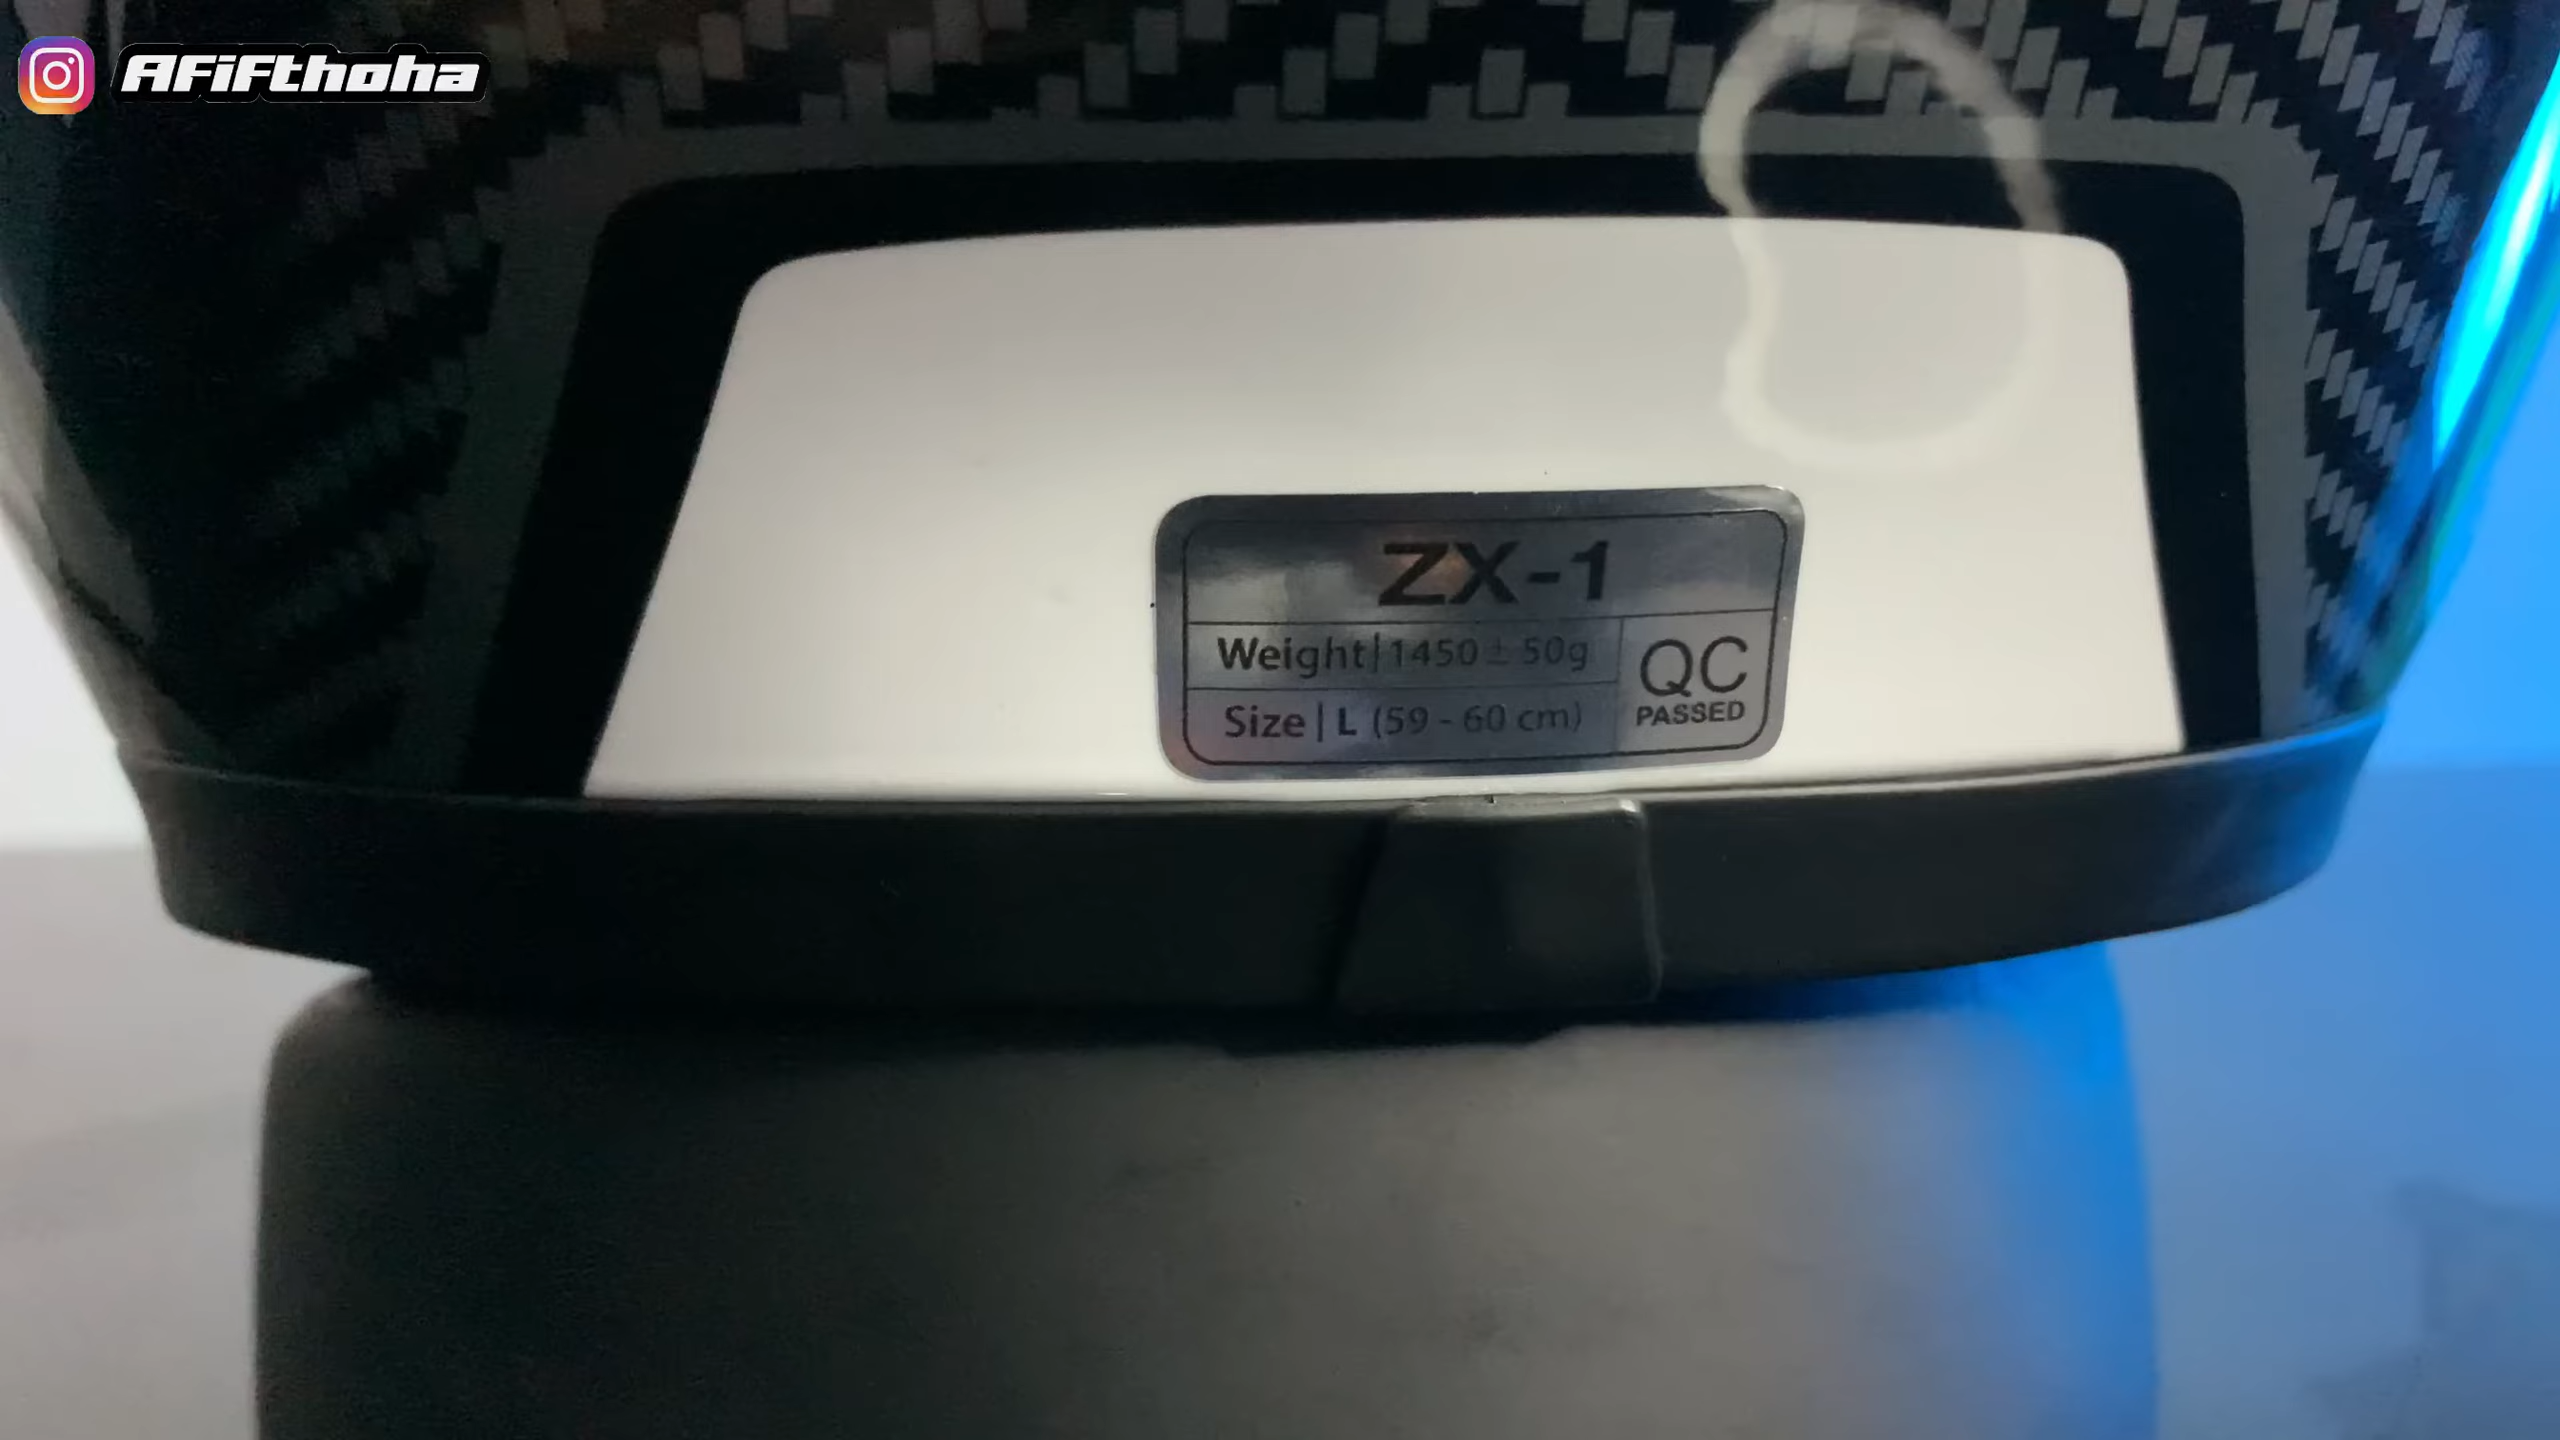 AFiFthoha
ZX-1
Weight|1450 ± 50g
Size|L (59 - 60 cm)
QC
PASSED